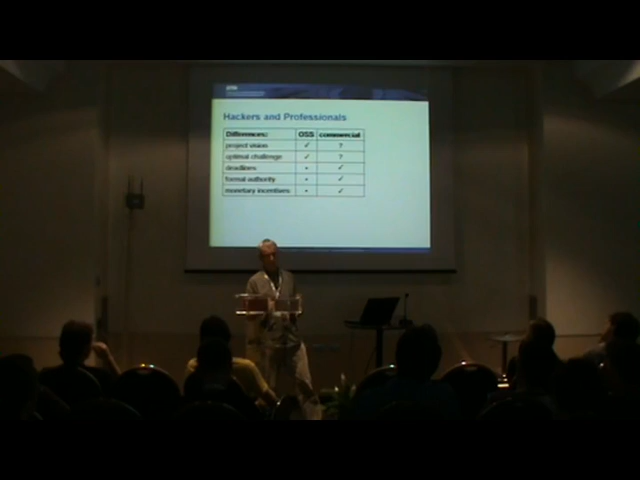 Hackers and Professionals
Differences: OSS commercial
project vision ✓ ?
optimal challenge ✓ ?
deadlines - ✓
formal authority - ✓
monetary incentives - ✓